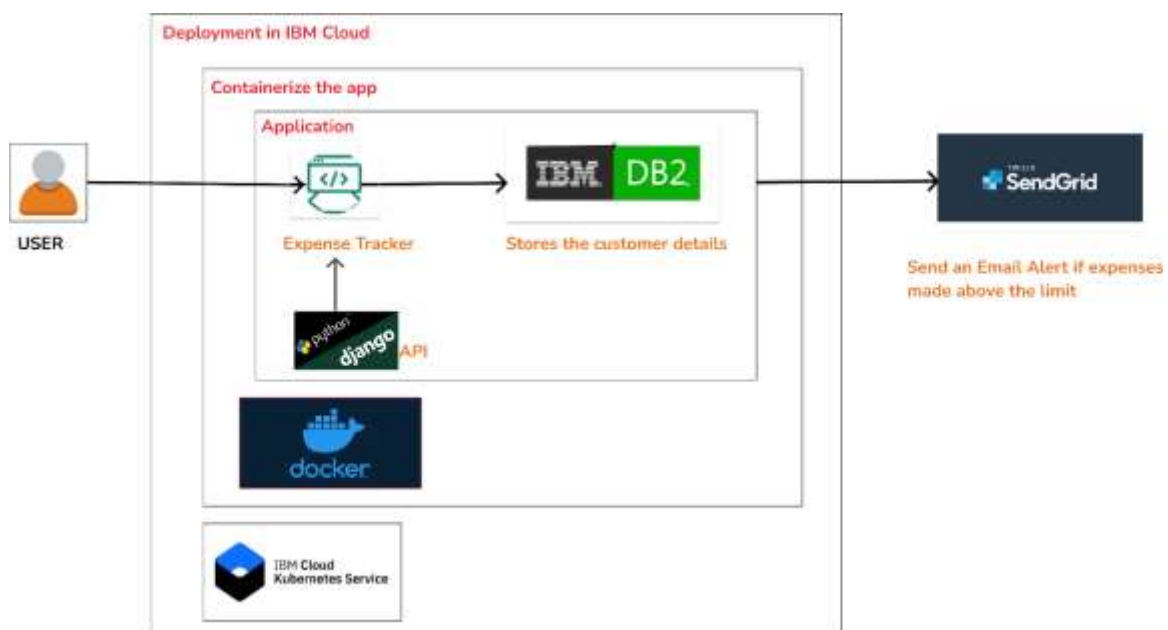 Deployment in IBM Cloud
Containerize the app
Application
</>
IBM DB2
TWILIO
SendGrid
USER
Expense Tracker
Stores the customer details
Send an Email Alert if expenses
made above the limit
python
django
API
docker
IBM Cloud
Kubernetes Service